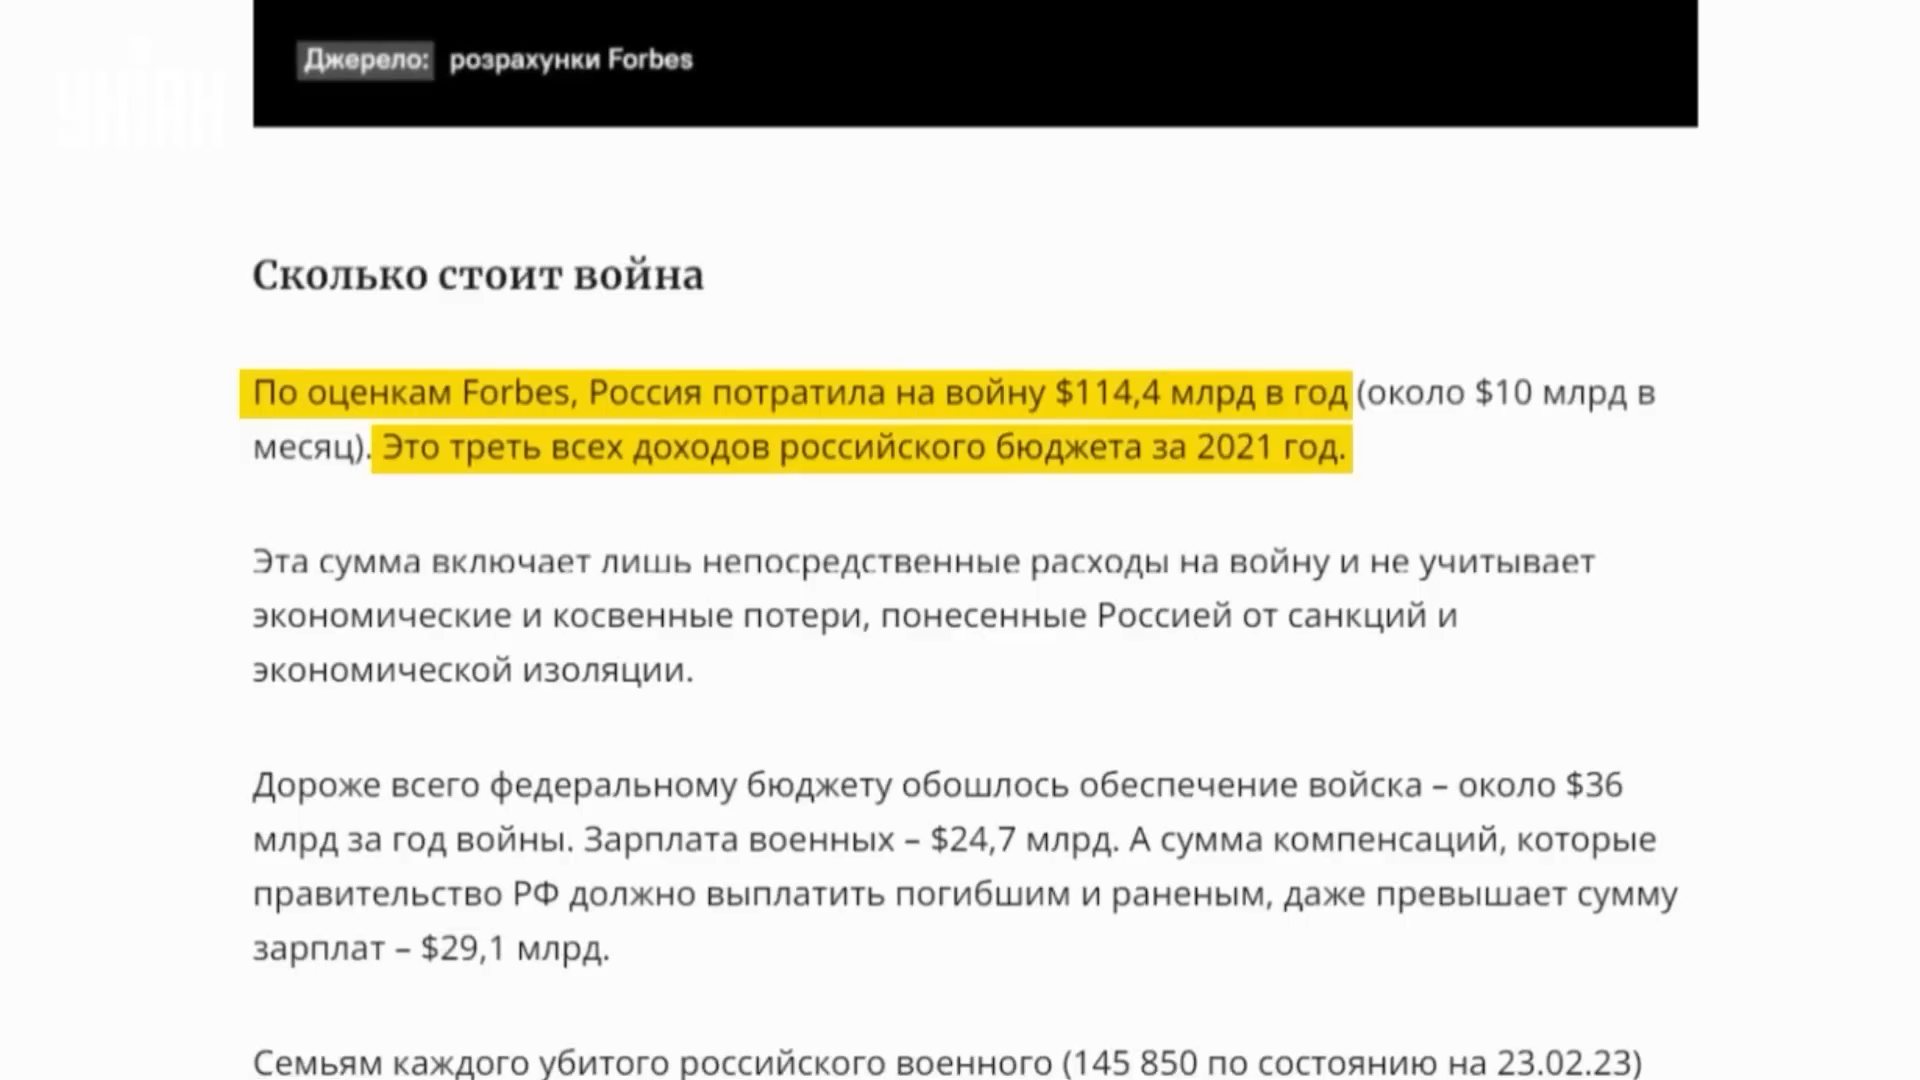 УНІАН
Джерело: розрахунки Forbes
Сколько стоит война
По оценкам Forbes, Россия потратила на войну $114,4 млрд в год (около $10 млрд в
месяц). Это треть всех доходов российского бюджета за 2021 год.
Эта сумма включает лишь непосредственные расходы на войну и не учитывает
экономические и косвенные потери, понесенные Россией от санкций и
экономической изоляции.
Дороже всего федеральному бюджету обошлось обеспечение войска – около $36
млрд за год войны. Зарплата военных – $24,7 млрд. А сумма компенсаций, которые
правительство РФ должно выплатить погибшим и раненым, даже превышает сумму
зарплат – $29,1 млрд.
Семьям каждого убитого российского военного (145 850 по состоянию на 23.02.23)